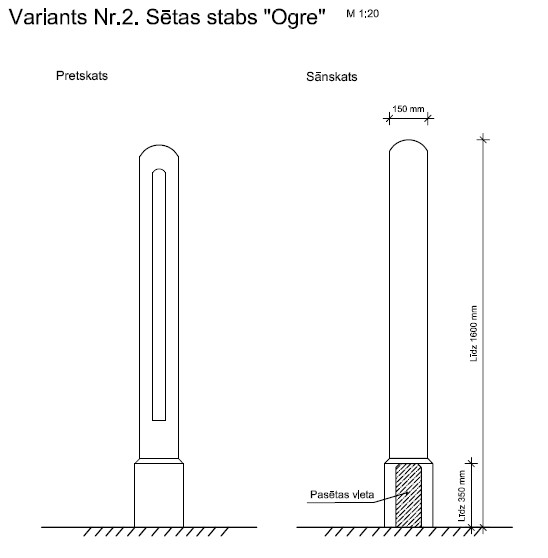 Variants Nr.2. Sētas stabs "Ogre" M 1:20
Pretskats
Sānskats
150 mm
Līdz 1600 mm
Līdz 350 mm
Pasētas vļeta